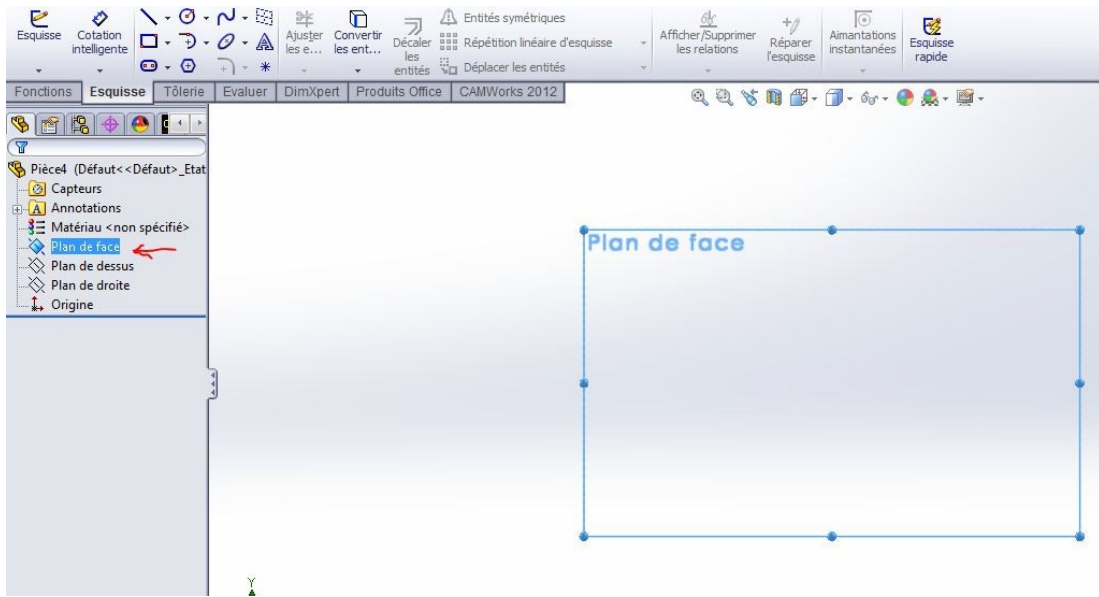 Esquisse
Cotation
intelligente
Ajuster
les e...
Convertir
les ent...
Décaler
les
entités
Entités symétriques
Répétition linéaire d'esquisse
Déplacer les entités
Afficher/Supprimer
les relations
Réparer
l'esquisse
Aimantations
instantanées
Esquisse
rapide
Fonctions Esquisse Tôlerie Evaluer DimXpert Produits Office CAMWorks 2012
Pièce4 (Défaut<<Défaut>_Etat
Capteurs
A Annotations
Matériau <non spécifié>
Plan de face
Plan de dessus
Plan de droite
Origine
Plan de face
Y